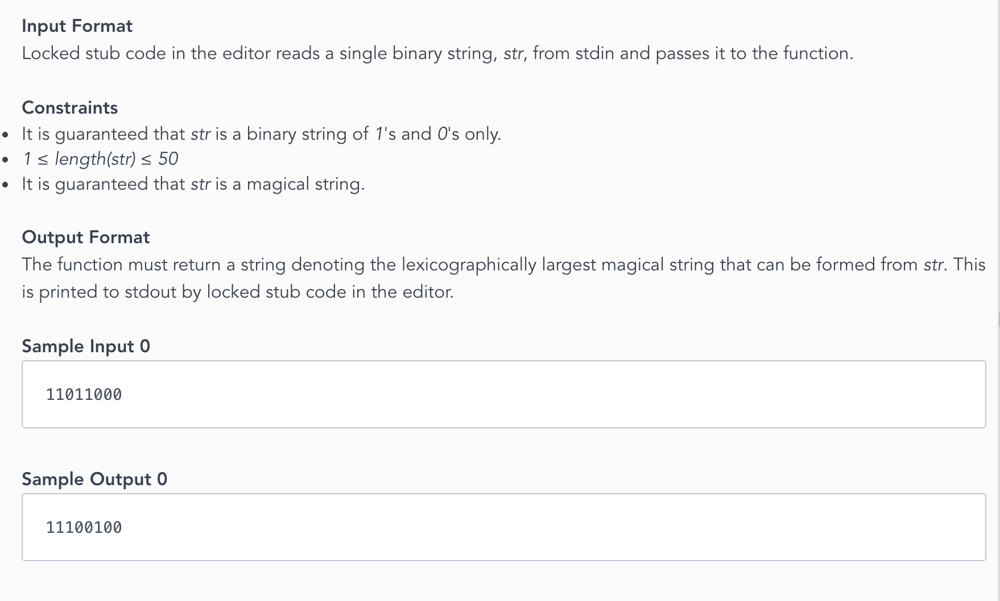 Input Format
Locked stub code in the editor reads a single binary string, str, from stdin and passes it to the function.
Constraints
• It is guaranteed that str is a binary string of 1's and 0's only.
• 1 ≤ length(str) ≤ 50
• It is guaranteed that str is a magical string.
Output Format
The function must return a string denoting the lexicographically largest magical string that can be formed from str. This
is printed to stdout by locked stub code in the editor.
Sample Input 0
11011000
Sample Output 0
11100100